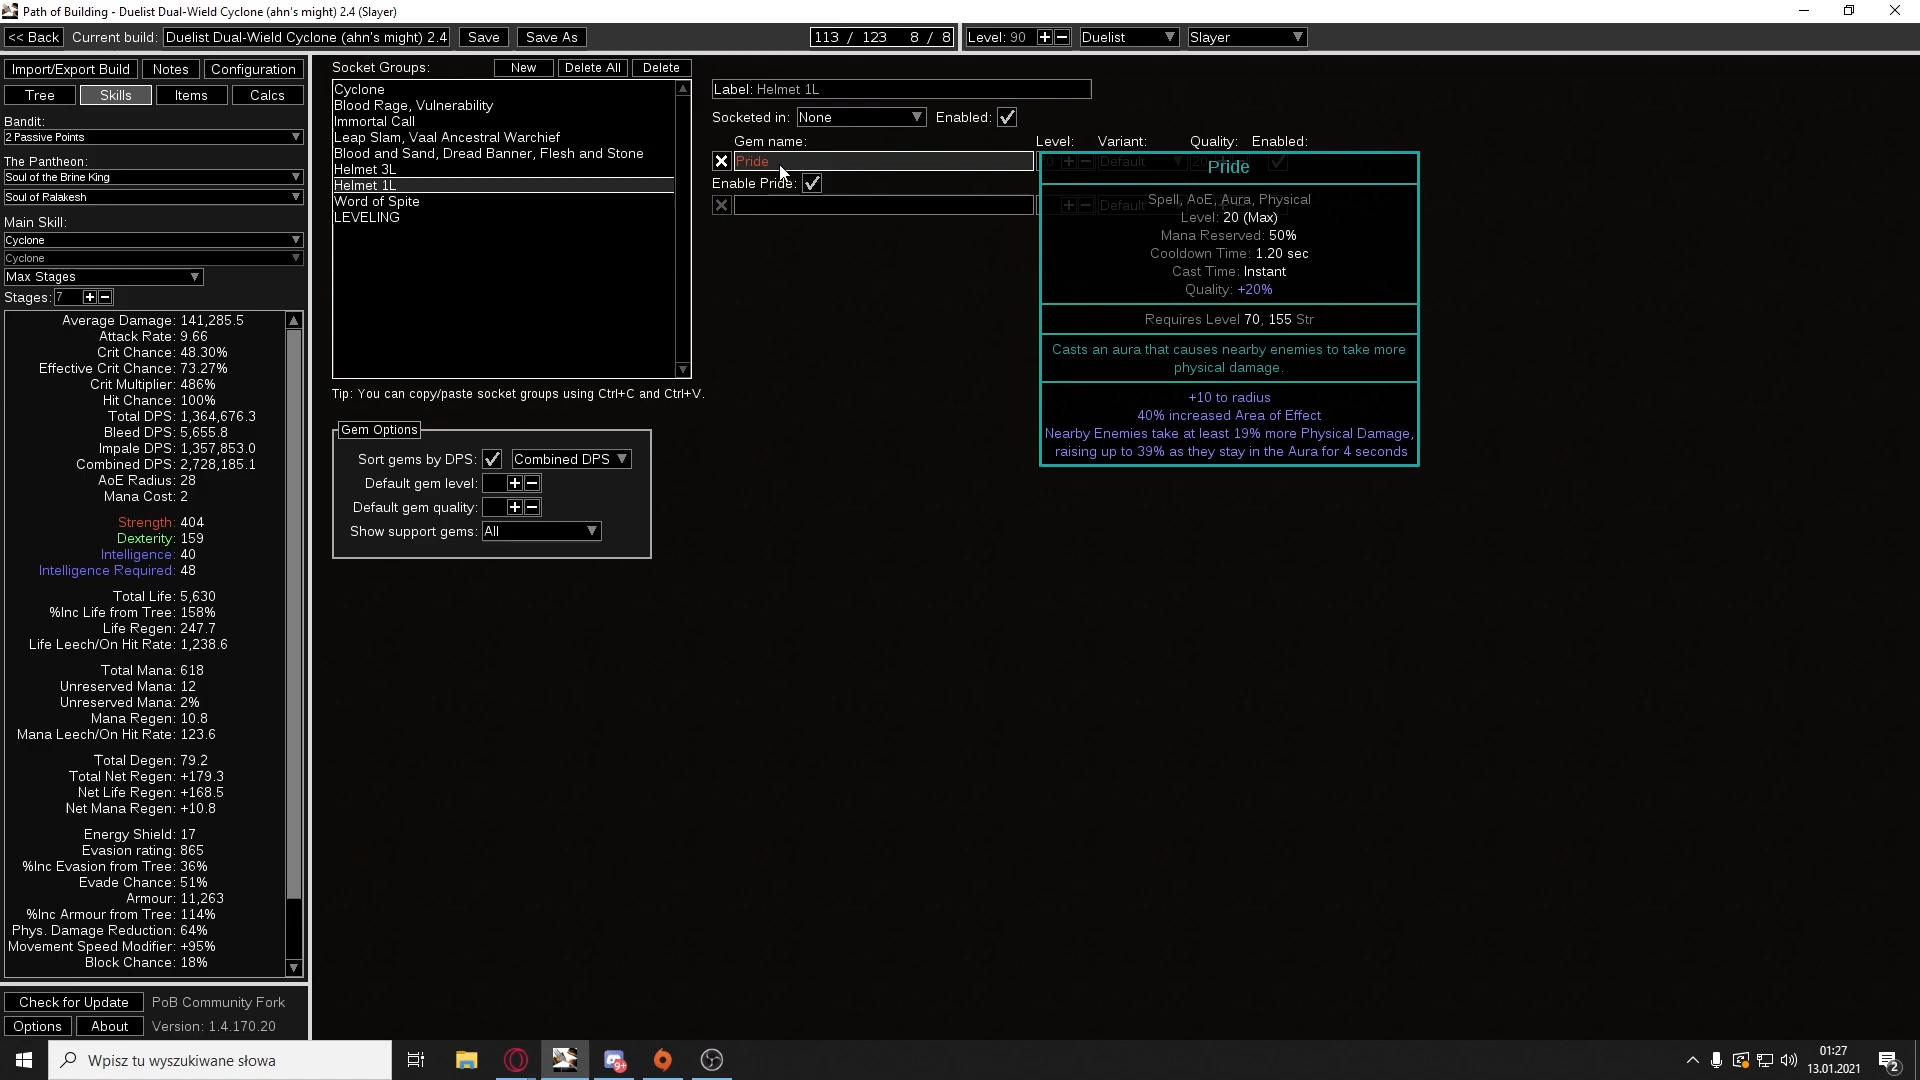 Path of Building - Duelist Dual-Wield Cyclone (ahn's might) 2.4 (Slayer)
<< Back Current build: Duelist Dual-Wield Cyclone (ahn's might) 2.4 Save Save As 113 / 123 8 / 8 Level: 90 Duelist Slayer
Import/Export Build Notes Configuration
Tree Skills Items Calcs
Bandit:
2 Passive Points
The Pantheon:
Soul of the Brine King
Soul of Ralakesh
Main Skill:
Cyclone
Cyclone
Max Stages
Stages: 7
Average Damage: 141,285.5
Attack Rate: 9.66
Crit Chance: 48.30%
Effective Crit Chance: 73.27%
Crit Multiplier: 486%
Hit Chance: 100%
Total DPS: 1,364,676.3
Bleed DPS: 5,655.8
Impale DPS: 1,357,853.0
Combined DPS: 2,728,185.1
AoE Radius: 28
Mana Cost: 2
Strength: 404
Dexterity: 159
Intelligence: 40
Intelligence Required: 48
Total Life: 5,630
%Inc Life from Tree: 158%
Life Regen: 247.7
Life Leech/On Hit Rate: 1,238.6
Total Mana: 618
Unreserved Mana: 12
Unreserved Mana: 2%
Mana Regen: 10.8
Mana Leech/On Hit Rate: 123.6
Total Degen: 79.2
Total Net Regen: +179.3
Net Life Regen: +168.5
Net Mana Regen: +10.8
Energy Shield: 17
Evasion rating: 865
%Inc Evasion from Tree: 36%
Evade Chance: 51%
Armour: 11,263
%Inc Armour from Tree: 114%
Phys. Damage Reduction: 64%
Movement Speed Modifier: +95%
Block Chance: 18%
Check for Update PoB Community Fork
Options About Version: 1.4.170.20
Socket Groups: New Delete All Delete
Cyclone
Blood Rage, Vulnerability
Immortal Call
Leap Slam, Vaal Ancestral Warchief
Blood and Sand, Dread Banner, Flesh and Stone
Helmet 3L
Helmet 1L
Word of Spite
LEVELING
Tip: You can copy/paste socket groups using Ctrl+C and Ctrl+V.
Gem Options
Sort gems by DPS: Combined DPS
Default gem level:
Default gem quality:
Show support gems: All
Label: Helmet 1L
Socketed in: None Enabled:
Gem name: Level: Variant: Quality: Enabled:
Pride Default
Enable Pride:
Default
Pride
Spell, AoE, Aura, Physical
Level: 20 (Max)
Mana Reserved: 50%
Cooldown Time: 1.20 sec
Cast Time: Instant
Quality: +20%
Requires Level 70, 155 Str
Casts an aura that causes nearby enemies to take more
physical damage.
+10 to radius
40% increased Area of Effect
Nearby Enemies take at least 19% more Physical Damage,
raising up to 39% as they stay in the Aura for 4 seconds
Wpisz tu wyszukiwane słowa
9+
01:27
13.01.2021
2